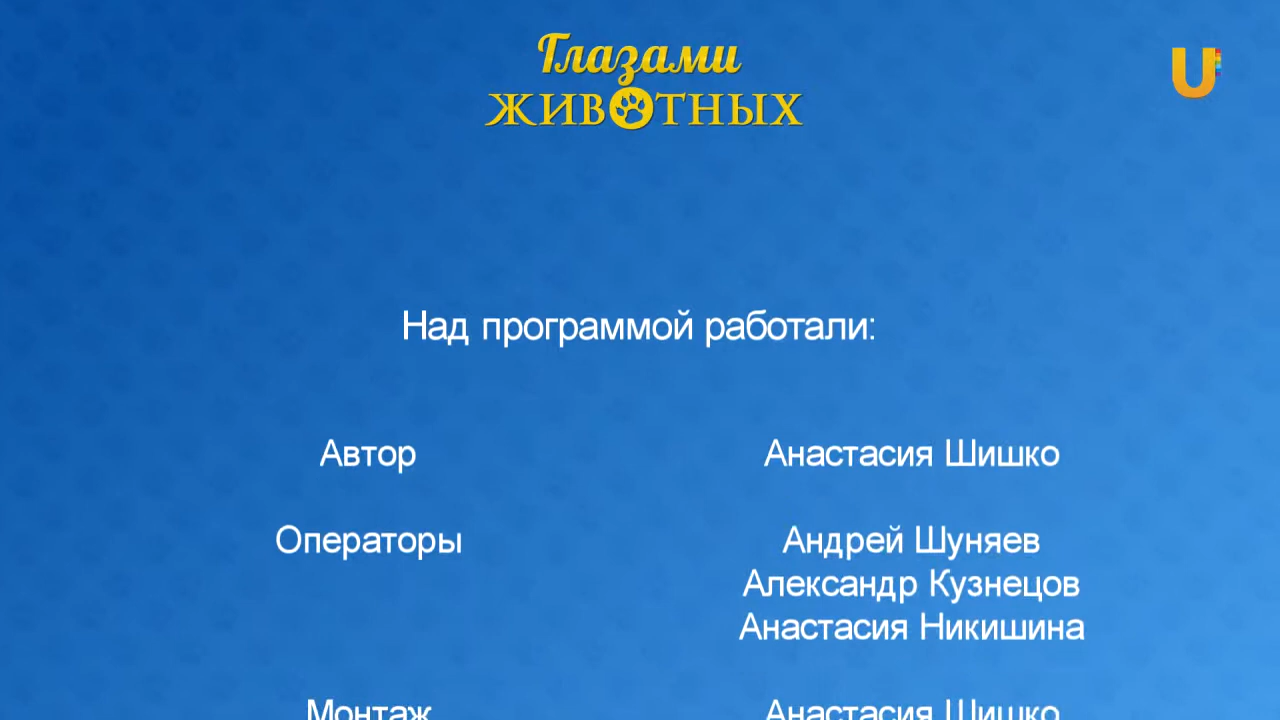 Глазами
ЖИВОТНЫХ
U
Над программой работали:
Автор Анастасия Шишко
Операторы Андрей Шуняев
Александр Кузнецов
Анастасия Никишина
Монтаж Анастасия Шишко